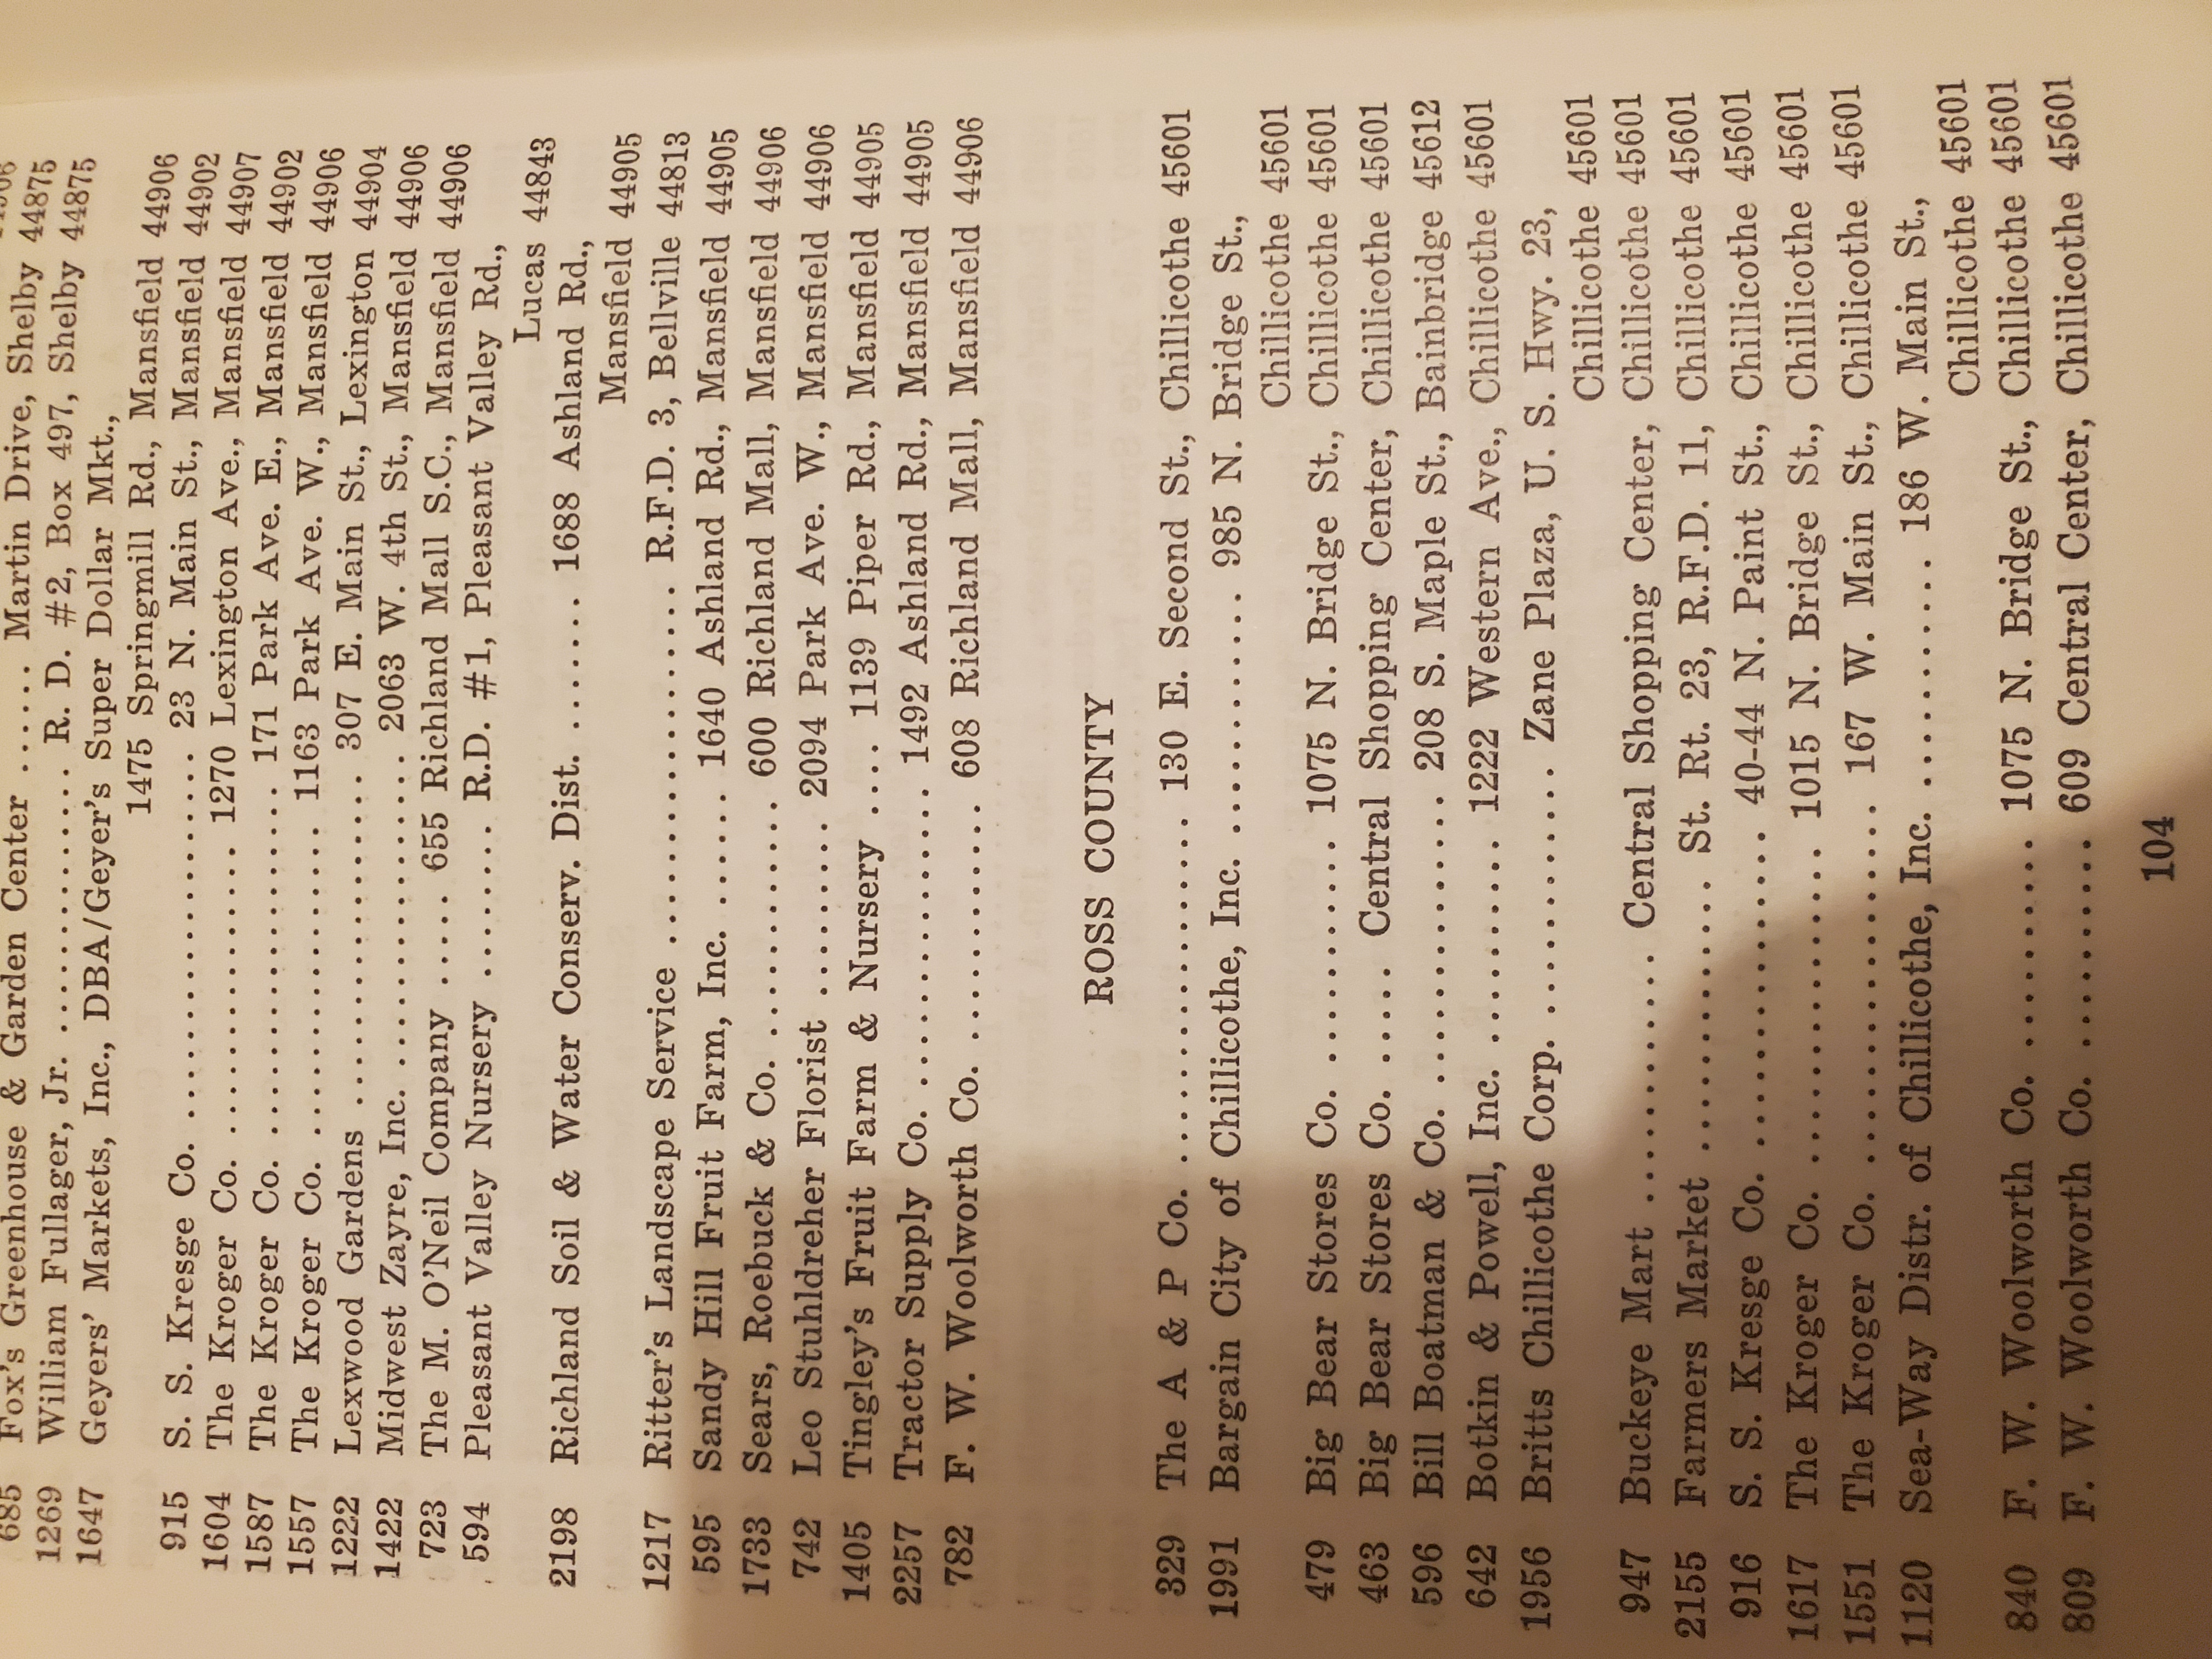 685 Fox's Greenhouse & Garden Center ..... Martin Drive, Shelby 44875
1269 William Fullager, Jr. ............... R. D. #2, Box 497, Shelby 44875
1647 Geyers' Markets, Inc., DBA/Geyer's Super Dollar Mkt.,
1475 Springmill Rd., Mansfield 44906
915 S. S. Kresge Co. ........................ 23 N. Main St., Mansfield 44902
1604 The Kroger Co. .................. 1270 Lexington Ave., Mansfield 44907
1587 The Kroger Co. ...................... 171 Park Ave. E., Mansfield 44902
1557 The Kroger Co. .................... 1163 Park Ave. W., Mansfield 44906
1222 Lexwood Gardens ..................... 307 E. Main St., Lexington 44904
1422 Midwest Zayre, Inc. .................. 2063 W. 4th St., Mansfield 44906
723 The M. O'Neil Company ..... 655 Richland Mall S.C., Mansfield 44906
594 Pleasant Valley Nursery ......... R.D. #1, Pleasant Valley Rd.,
Lucas 44843
2198 Richland Soil & Water Conserv. Dist. ....... 1688 Ashland Rd.,
Mansfield 44905
1217 Ritter's Landscape Service ..................... R.F.D. 3, Bellville 44813
595 Sandy Hill Fruit Farm, Inc. ....... 1640 Ashland Rd., Mansfield 44905
1733 Sears, Roebuck & Co. ............. 600 Richland Mall, Mansfield 44906
742 Leo Stuhldreher Florist ......... 2094 Park Ave. W., Mansfield 44906
1405 Tingley's Fruit Farm & Nursery .... 1139 Piper Rd., Mansfield 44905
2257 Tractor Supply Co. ................ 1492 Ashland Rd., Mansfield 44905
782 F. W. Woolworth Co. ............. 608 Richland Mall, Mansfield 44906
ROSS COUNTY
329 The A & P Co. ................... 130 E. Second St., Chillicothe 45601
1991 Bargain City of Chillicothe, Inc. ............. 985 N. Bridge St.,
Chillicothe 45601
479 Big Bear Stores Co. ............. 1075 N. Bridge St., Chillicothe 45601
463 Big Bear Stores Co. ..... Central Shopping Center, Chillicothe 45601
596 Bill Boatman & Co. ................ 208 S. Maple St., Bainbridge 45612
642 Botkin & Powell, Inc. ............ 1222 Western Ave., Chillicothe 45601
1956 Britts Chillicothe Corp. .............. Zane Plaza, U. S. Hwy. 23,
Chillicothe 45601
947 Buckeye Mart ............... Central Shopping Center, Chillicothe 45601
2155 Farmers Market ................ St. Rt. 23, R.F.D. 11, Chillicothe 45601
916 S. S. Kresge Co. .................. 40-44 N. Paint St., Chillicothe 45601
1617 The Kroger Co. .................. 1015 N. Bridge St., Chillicothe 45601
1551 The Kroger Co. .................... 167 W. Main St., Chillicothe 45601
1120 Sea-Way Distr. of Chillicothe, Inc. ............ 186 W. Main St.,
Chillicothe 45601
840 F. W. Woolworth Co. ............ 1075 N. Bridge St., Chillicothe 45601
809 F. W. Woolworth Co. ............ 609 Central Center, Chillicothe 45601
104